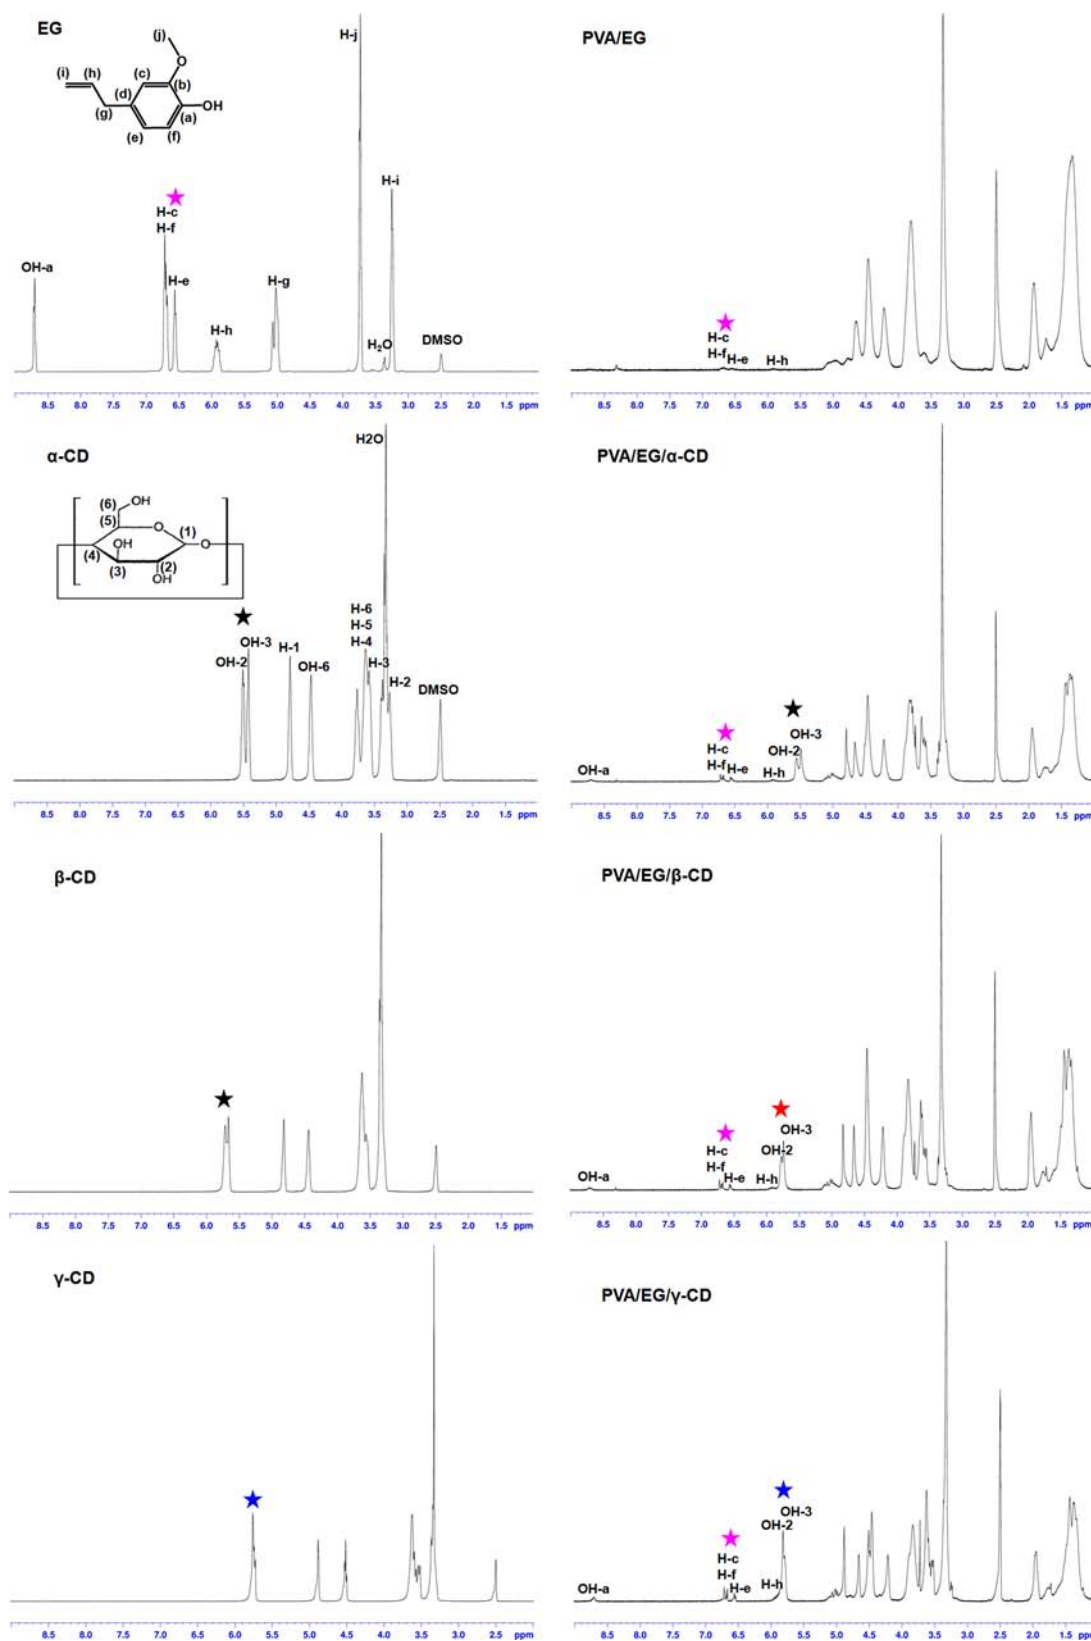 EG
(j)
O
(i)
(h)
(c)
(b)
(d)
OH
(g)
(a)
(e)
(f)
H-j
H-i
H-c
H-f
OH-a
H-e
H-g
H-h
H2O
DMSO
8.5 8.0 7.5 7.0 6.5 6.0 5.5 5.0 4.5 4.0 3.5 3.0 2.5 2.0 1.5 ppm
PVA/EG
H-c
H-f H-e H-h
8.5 8.0 7.5 7.0 6.5 6.0 5.5 5.0 4.5 4.0 3.5 3.0 2.5 2.0 1.5 ppm
α-CD
H2O
(6) OH
(5)
O (1)
(4) OH O
(3) (2)
OH
H-6
H-5
OH-3 H-1 H-4
OH-2 OH-6 H-3
H-2 DMSO
8.5 8.0 7.5 7.0 6.5 6.0 5.5 5.0 4.5 4.0 3.5 3.0 2.5 2.0 1.5 ppm
PVA/EG/α-CD
OH-3
H-c OH-2
H-f H-e H-h
OH-a
8.5 8.0 7.5 7.0 6.5 6.0 5.5 5.0 4.5 4.0 3.5 3.0 2.5 2.0 1.5 ppm
β-CD
8.5 8.0 7.5 7.0 6.5 6.0 5.5 5.0 4.5 4.0 3.5 3.0 2.5 ppm
PVA/EG/β-CD
OH-3
H-c OH-2
H-f
OH-a H-e H-h
8.5 8.0 7.5 7.0 6.5 6.0 5.5 5.0 4.5 4.0 3.5 3.0 2.5 2.0 1.5 ppm
γ-CD
8.5 8.0 7.5 7.0 6.5 6.0 5.5 5.0 4.5 4.0 3.5 3.0 2.5 ppm
PVA/EG/γ-CD
OH-3
OH-2
H-c
H-f
OH-a H-e H-h
8.5 8.0 7.5 7.0 6.5 6.0 5.5 5.0 4.5 4.0 3.5 3.0 2.5 2.0 1.5 ppm